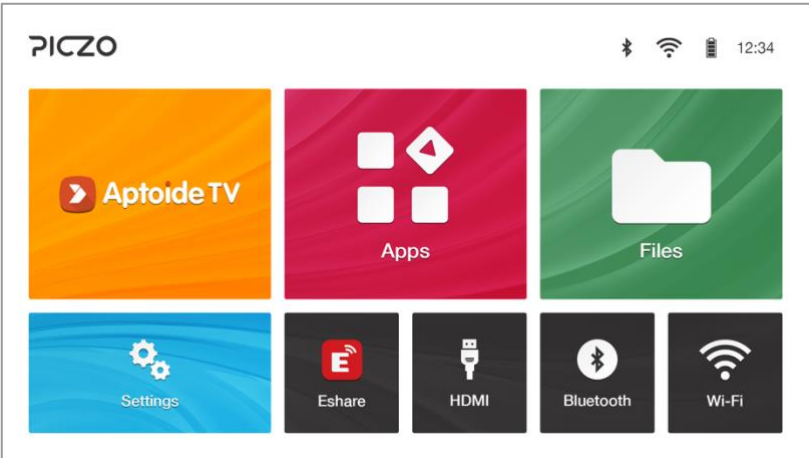 PICZO
12:34
Aptoide TV
Apps
Files
Settings
E
Eshare
HDMI
Bluetooth
Wi-Fi